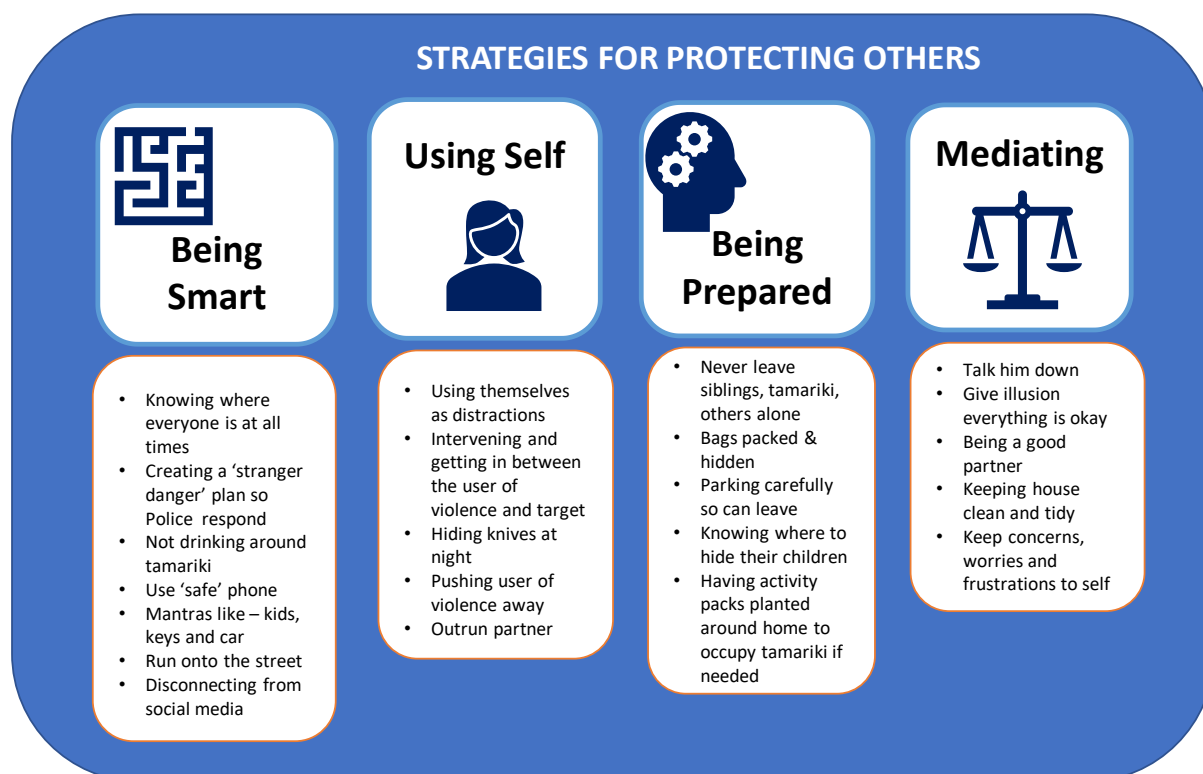 STRATEGIES FOR PROTECTING OTHERS
Being
Smart
• Knowing where
everyone is at all
times
• Creating a ‘stranger
danger’ plan so
Police respond
• Not drinking around
tamariki
• Use ‘safe’ phone
• Mantras like – kids,
keys and car
• Run onto the street
• Disconnecting from
social media
Using Self
• Using themselves
as distractions
• Intervening and
getting in between
the user of
violence and target
• Hiding knives at
night
• Pushing user of
violence away
• Outrun partner
Being
Prepared
• Never leave
siblings, tamariki,
others alone
• Bags packed &
hidden
• Parking carefully
so can leave
• Knowing where to
hide their children
• Having activity
packs planted
around home to
occupy tamariki if
needed
Mediating
• Talk him down
• Give illusion
everything is okay
• Being a good
partner
• Keeping house
clean and tidy
• Keep concerns,
worries and
frustrations to self